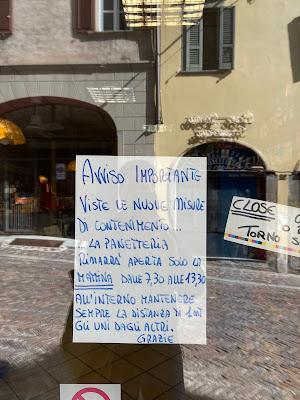 AVVISO IMPORTANTE
VISTE LE NUOVE MISURE
DI CONTENIMENTO...
LA PANETTERIA
RIMARRA' APERTA SOLO LA
MATTINA DALLE 7,30 ALLE 13,30
ALL'INTERNO MANTENERE
SEMPRE LA DISTANZA DI 1 mt
GLI UNI DAGLI ALTRI.
GRAZIE
CLOSE
TORNO S